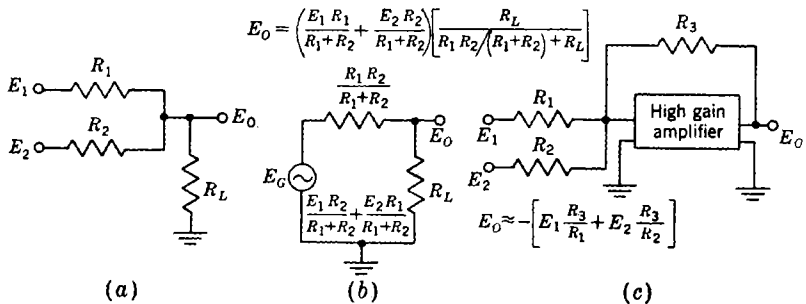 E_O = (E_1 R_1/(R_1+R_2) + E_2 R_2/(R_1+R_2)) [R_L/(R_1 R_2/(R_1+R_2) + R_L)]
R_1
E_1
R_2
E_2
E_O
R_L
(a)
R_1 R_2/(R_1+R_2)
E_O
E_G
R_L
E_1 R_2/(R_1+R_2) + E_2 R_1/(R_1+R_2)
(b)
R_3
R_1
E_1
High gain
amplifier
E_O
R_2
E_2
E_O ≈ -[E_1 R_3/R_1 + E_2 R_3/R_2]
(c)